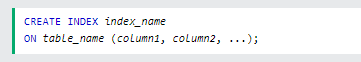 CREATE INDEX index_name
ON table_name (column1, column2, ...);